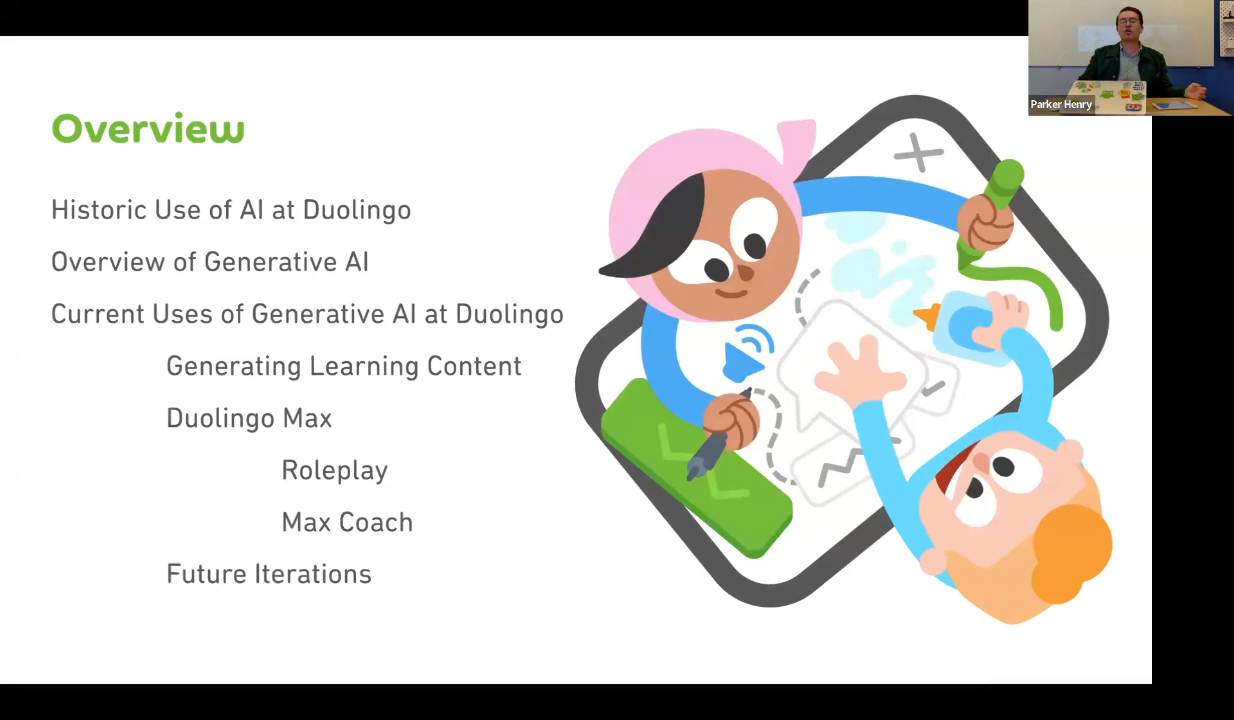 Overview
Historic Use of AI at Duolingo
Overview of Generative AI
Current Uses of Generative AI at Duolingo
Generating Learning Content
Duolingo Max
Roleplay
Max Coach
Future Iterations
Parker Henry